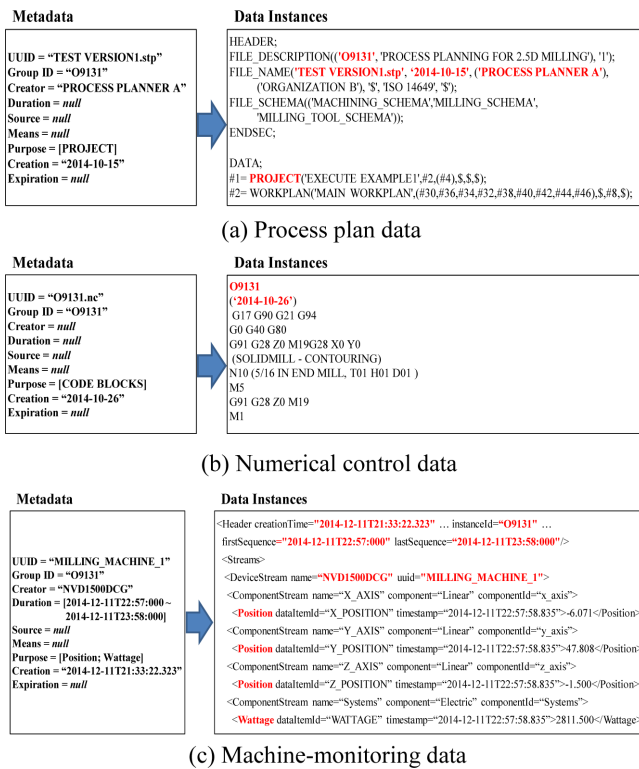 Metadata
UUID = “TEST VERSION1.stp”
Group ID = “O9131”
Creator = “PROCESS PLANNER A”
Duration = null
Source = null
Means = null
Purpose = [PROJECT]
Creation = “2014-10-15”
Expiration = null
Data Instances
HEADER;
FILE_DESCRIPTION(('O9131', 'PROCESS PLANNING FOR 2.5D MILLING'), '1');
FILE_NAME('TEST VERSION1.stp', ‘2014-10-15’, ('PROCESS PLANNER A'),
('ORGANIZATION B'), '$', 'ISO 14649', '$');
FILE_SCHEMA(('MACHINING_SCHEMA','MILLING_SCHEMA',
'MILLING_TOOL_SCHEMA'));
ENDSEC;
DATA;
#1= PROJECT('EXECUTE EXAMPLE1',#2,(#4),$,$,$);
#2= WORKPLAN('MAIN WORKPLAN',(#30,#36,#34,#32,#38,#40,#42,#44,#46),$,#8,$);
(a) Process plan data
Metadata
UUID = “O9131.nc”
Group ID = “O9131”
Creator = null
Duration = null
Source = null
Means = null
Purpose = [CODE BLOCKS]
Creation = “2014-10-26”
Expiration = null
Data Instances
O9131
(‘2014-10-26’)
G17 G90 G21 G94
G0 G40 G80
G91 G28 Z0 M19G28 X0 Y0
(SOLIDMILL - CONTOURING)
N10 (5/16 IN END MILL, T01 H01 D01 )
M5
G91 G28 Z0 M19
M1
(b) Numerical control data
Metadata
UUID = “MILLING_MACHINE_1”
Group ID = “O9131”
Creator = “NVD1500DCG”
Duration = [2014-12-11T22:57:000 ~
2014-12-11T23:58:000]
Source = null
Means = null
Purpose = [Position; Wattage]
Creation = “2014-12-11T21:33:22.323”
Expiration = null
Data Instances
<Header creationTime="2014-12-11T21:33:22.323" … instanceId=“O9131” …
firstSequence="2014-12-11T22:57:000" lastSequence=“2014-12-11T23:58:000"/>
<Streams>
<DeviceStream name=“NVD1500DCG” uuid="MILLING_MACHINE_1">
<ComponentStream name=“X_AXIS” component=“Linear” componentId=“x_axis”>
<Position dataItemId=“X_POSITION” timestamp=“2014-12-11T22:57:58.835">-6.071</Position>
<ComponentStream name=“Y_AXIS” component=“Linear” componentId=“y_axis”>
<Position dataItemId=“Y_POSITION” timestamp=“2014-12-11T22:57:58.835">47.808</Position>
<ComponentStream name=“Z_AXIS” component=“Linear” componentId=“z_axis”>
<Position dataItemId=“Z_POSITION” timestamp=“2014-12-11T22:57:58.835”>-1.500</Position>
<ComponentStream name=“Systems” component=“Electric” componentId=“Systems”>
<Wattage dataItemId=“WATTAGE” timestamp=“2014-12-11T22:57:58.835”>2811.500</Wattage>
(c) Machine-monitoring data